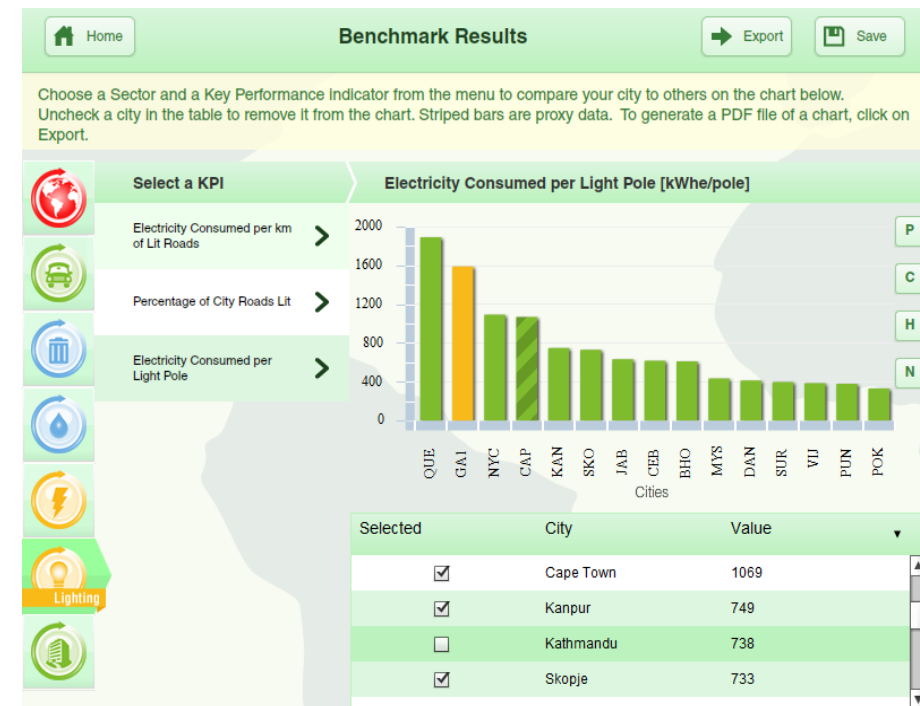 Home
Benchmark Results
Export
Save
Choose a Sector and a Key Performance indicator from the menu to compare your city to others on the chart below.
Uncheck a city in the table to remove it from the chart. Striped bars are proxy data. To generate a PDF file of a chart, click on
Export.
Select a KPI
Electricity Consumed per Light Pole [kWhe/pole]
Electricity Consumed per km
of Lit Roads
Percentage of City Roads Lit
Electricity Consumed per
Light Pole
Lighting
2000
1600
1200
800
400
0
P
C
H
N
QUE
GA1
NYC
CAP
KAN
SKO
JAB
CEB
BHO
MYS
DAN
SUR
VIJ
PUN
POK
Cities
Selected City Value
Cape Town 1069
Kanpur 749
Kathmandu 738
Skopje 733